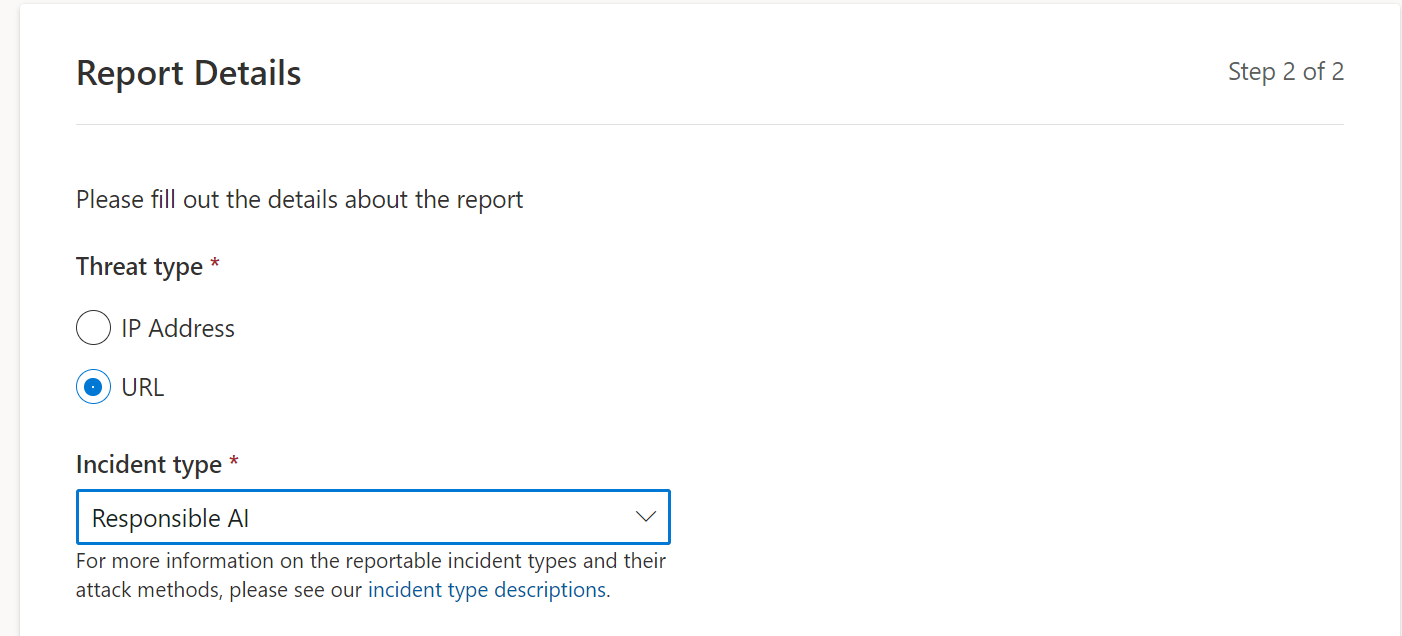 Report Details
Step 2 of 2
Please fill out the details about the report
Threat type *
IP Address
URL
Incident type *
Responsible AI
For more information on the reportable incident types and their
attack methods, please see our incident type descriptions.